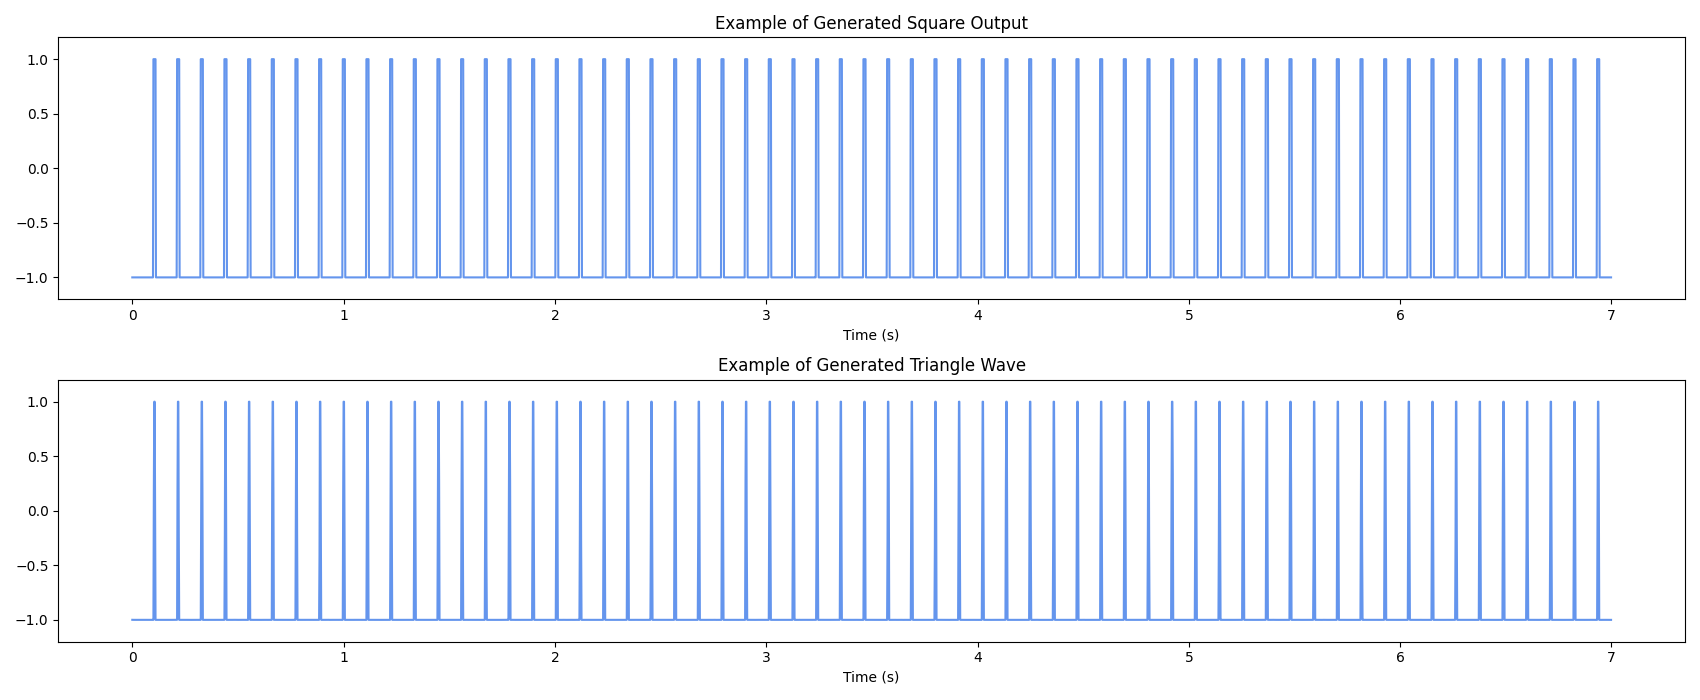 Example of Generated Square Output
1.0
0.5
0.0
−0.5
−1.0
0 1 2 3 4 5 6 7
Time (s)
Example of Generated Triangle Wave
1.0
0.5
0.0
−0.5
−1.0
0 1 2 3 4 5 6 7
Time (s)